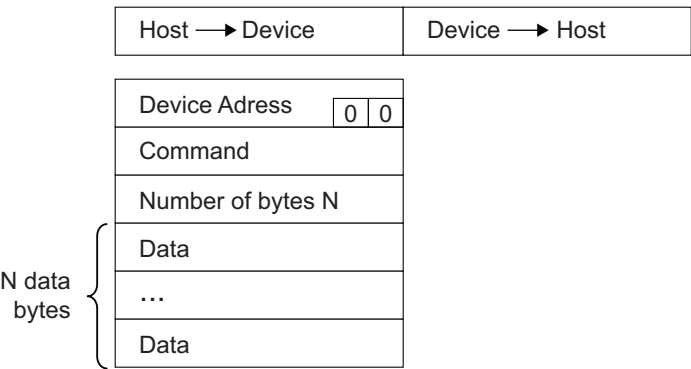 Host → Device
Device → Host
Device Adress 0 0
Command
Number of bytes N
Data
...
Data
N data
bytes